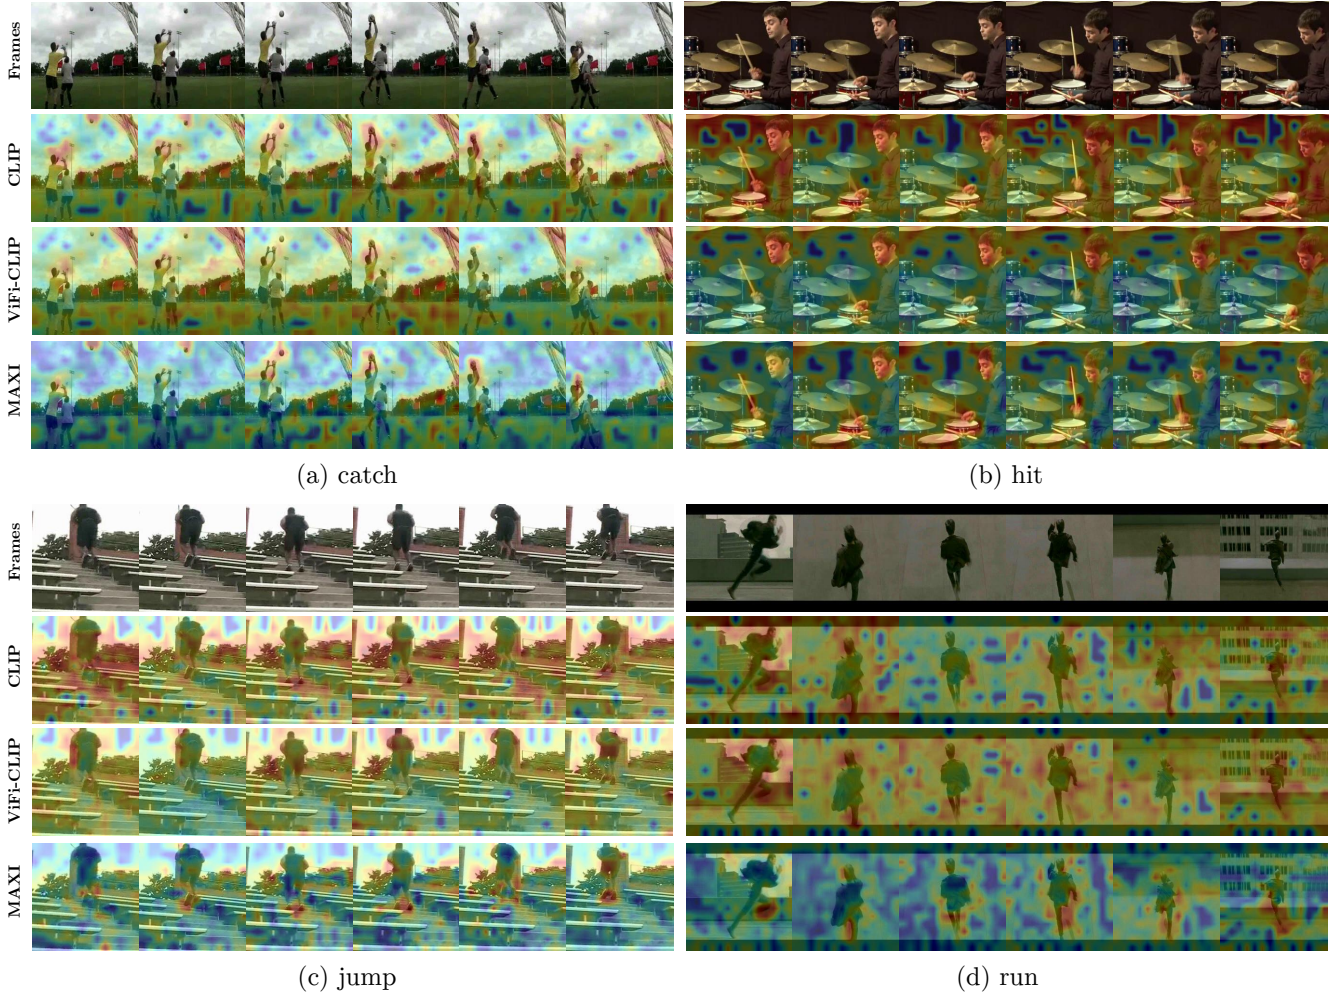 Frames
CLIP
ViFi-CLIP
MAXI
(a) catch
(b) hit
Frames
CLIP
ViFi-CLIP
MAXI
(c) jump
(d) run